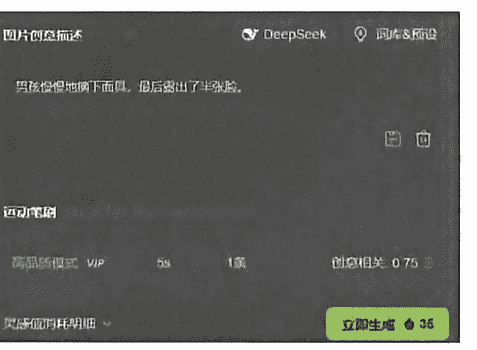 图片创意描述 DeepSeek 词库&预设
男孩慢慢地摘下面具，最后露出了半张脸。
运动笔刷
高品质模式 VIP 5s 1条 创意相关 0.75
灵感值消耗明细 立即生成 35